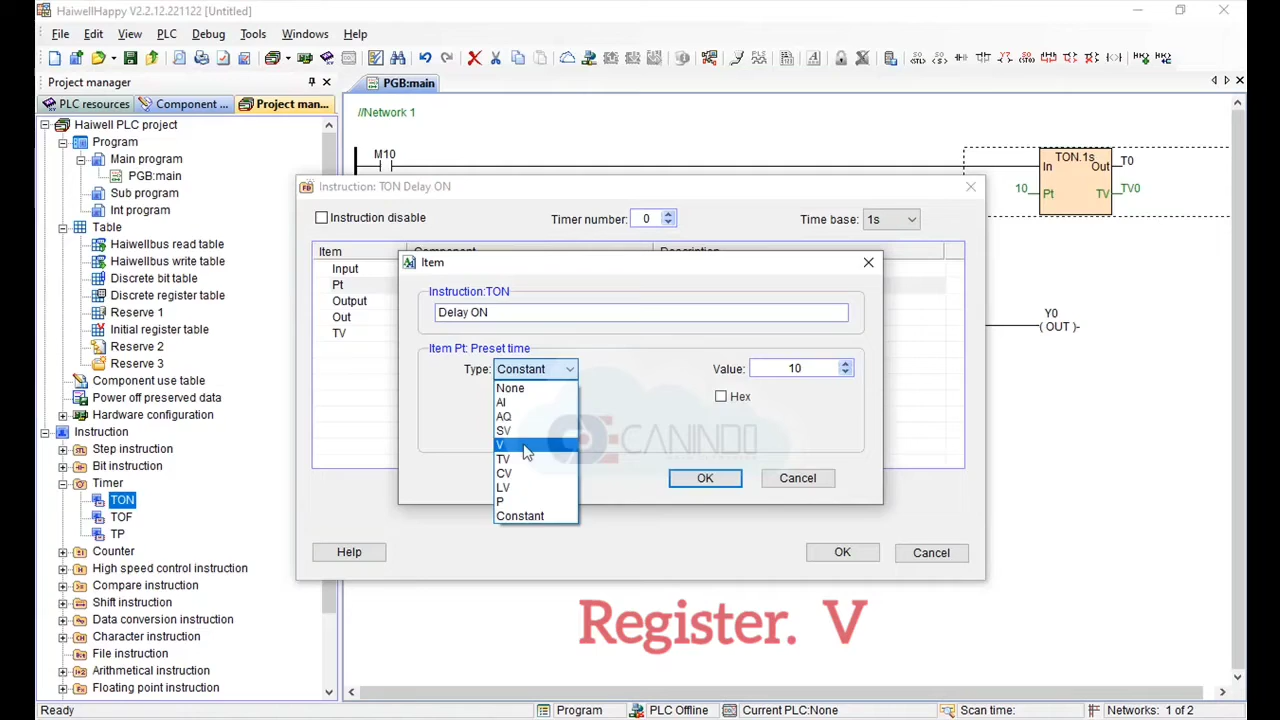 HaiwellHappy - V2.2.12.221122 [Untitled]
File Edit View PLC Debug Tools Windows Help
Project manager
PGB:main
PLC resources Component ... Project man...
Haiwell PLC project
Program
Main program
PGB:main
Sub program
Int program
Table
Haiwellbus read table
Haiwellbus write table
Discrete bit table
Discrete register table
Reserve 1
Initial register table
Reserve 2
Reserve 3
Component use table
Power off preserved data
Hardware configuration
Instruction
Step instruction
Bit instruction
Timer
TON
TOF
TP
Counter
High speed control instruction
Compare instruction
Shift instruction
Data conversion instruction
Character instruction
File instruction
Arithmetical instruction
Floating point instruction
//Network 1
M10
TON.1s
In Out T0
10 Pt TV TV0
Y0
( OUT )-
Instruction: TON Delay ON
Instruction disable
Timer number: 0
Time base: 1s
Item Component Description
Input
Pt
Output
Out
TV
Item
Instruction:TON
Delay ON
Item Pt: Preset time
Type: Constant
Value: 10
Hex
None
AI
AQ
SV
V
TV
CV
LV
P
Constant
CANINDO
OK Cancel
Help OK Cancel
Register. V
Ready Program PLC Offline Current PLC:None Scan time: Networks: 1 of 2